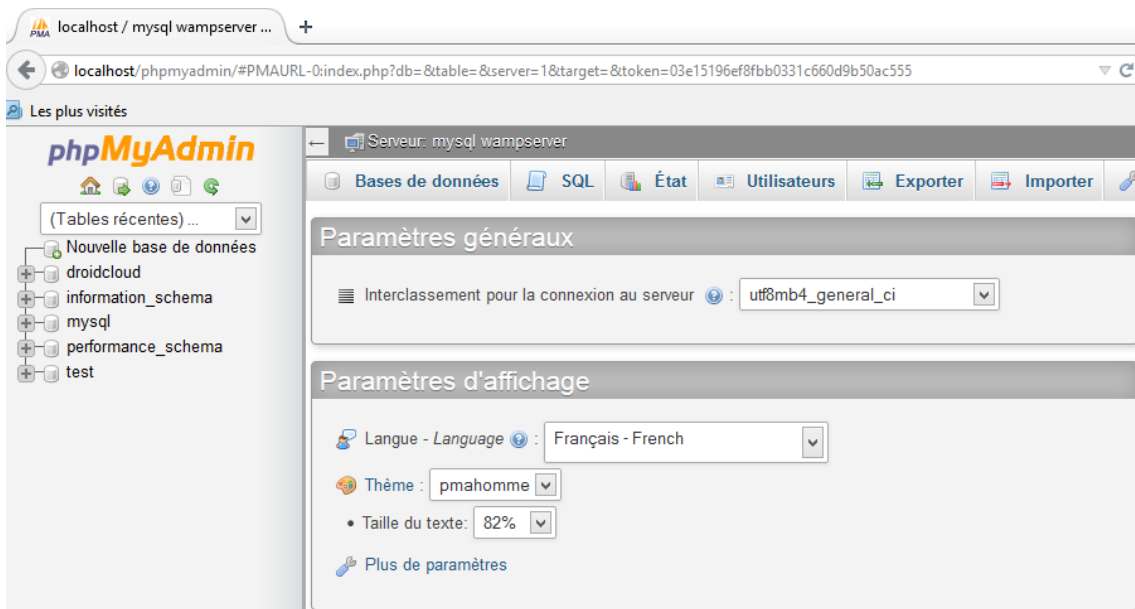 localhost / mysql wampserver ...
localhost/phpmyadmin/#PMAURL-0:index.php?db=&table=&server=1&target=&token=03e15196ef8fbb0331c660d9b50ac555
Les plus visités
phpMyAdmin
(Tables récentes) ...
Nouvelle base de données
droidcloud
information_schema
mysql
performance_schema
test
Serveur: mysql wampserver
Bases de données SQL État Utilisateurs Exporter Importer
Paramètres généraux
Interclassement pour la connexion au serveur : utf8mb4_general_ci
Paramètres d'affichage
Langue - Language : Français - French
Thème : pmahomme
• Taille du texte: 82%
Plus de paramètres